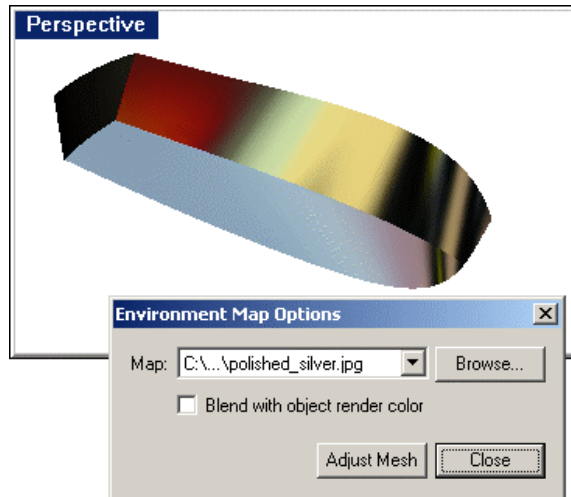 Perspective
Environment Map Options
Map: C:\...\polished_silver.jpg Browse...
Blend with object render color
Adjust Mesh Close